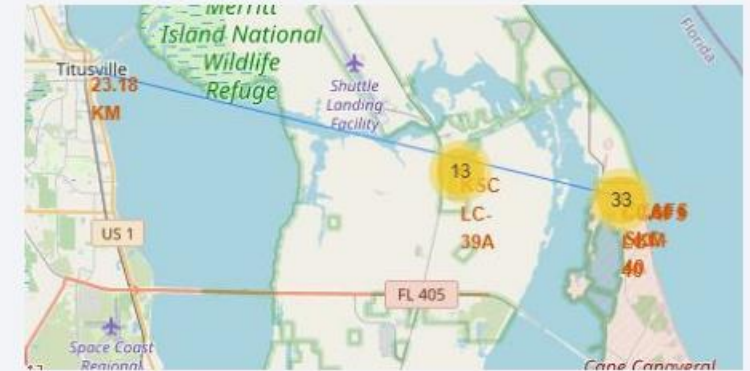 Merritt
Island National
Wildlife
Refuge
Florida
Titusville
23.18
KM
Shuttle
Landing
Facility
13
KSC
LC-
39A
33
40
US 1
FL 405
Space Coast
Regional
Cape Canaveral